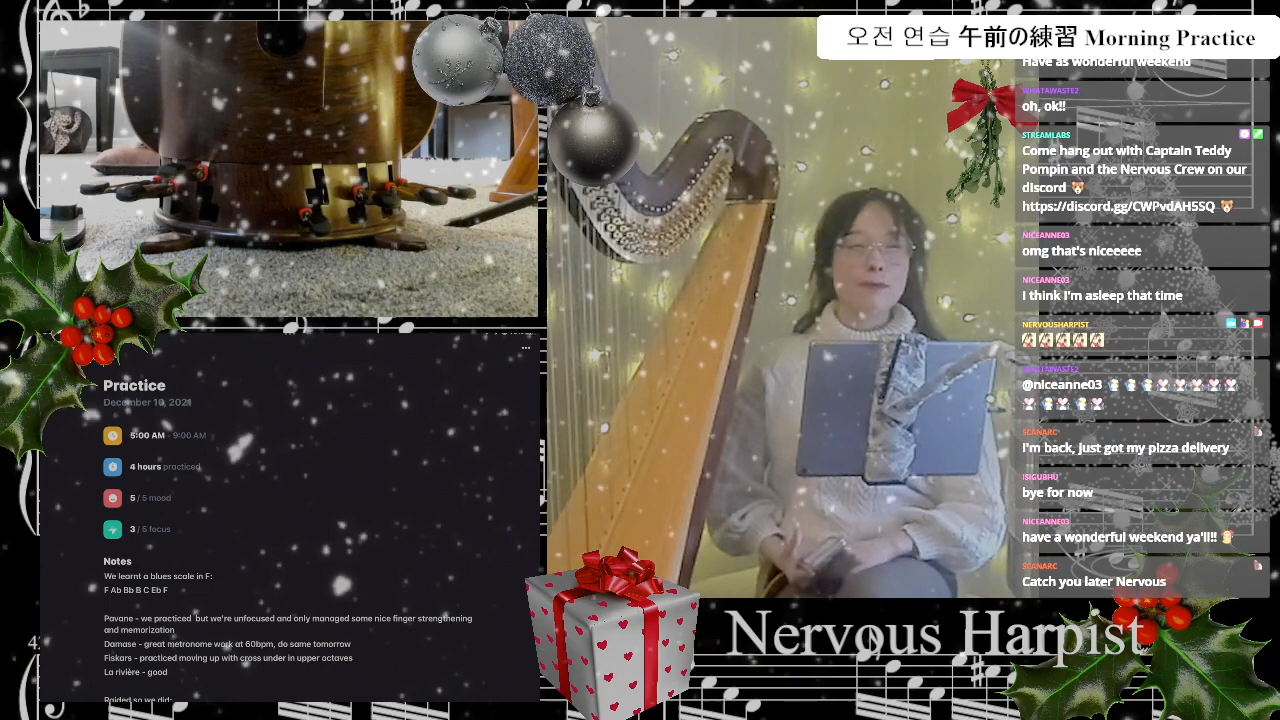 오전 연습 午前の練習 Morning Practice
Have as wonderful weekend
WHATAWASTE2
oh, ok!!
STREAMLABS
Come hang out with Captain Teddy
Pompin and the Nervous Crew on our
discord
https://discord.gg/CWPvdAH5SQ
NICEANNE03
omg that's niceeeee
NICEANNE03
I think I'm asleep that time
NERVOUSHARPIST
WHATAWASTE2
@niceanne03
SCANARC
I'm back, just got my pizza delivery
ISIGUBHU
bye for now
NICEANNE03
have a wonderful weekend ya'll!!
SCANARC
Catch you later Nervous
Practice
December 10, 2021
5:00 AM - 9:00 AM
4 hours practiced
5 / 5 mood
3 / 5 focus
Notes
We learnt a blues scale in F:
F Ab Bb B C Eb F
Pavane - we practiced but we're unfocused and only managed some nice finger strengthening
and memorization
Damase - great metronome work at 60bpm, do same tomorrow
Fiskars - practiced moving up with cross under in upper octaves
La rivière - good
Raided so we did:
Nervous Harpist